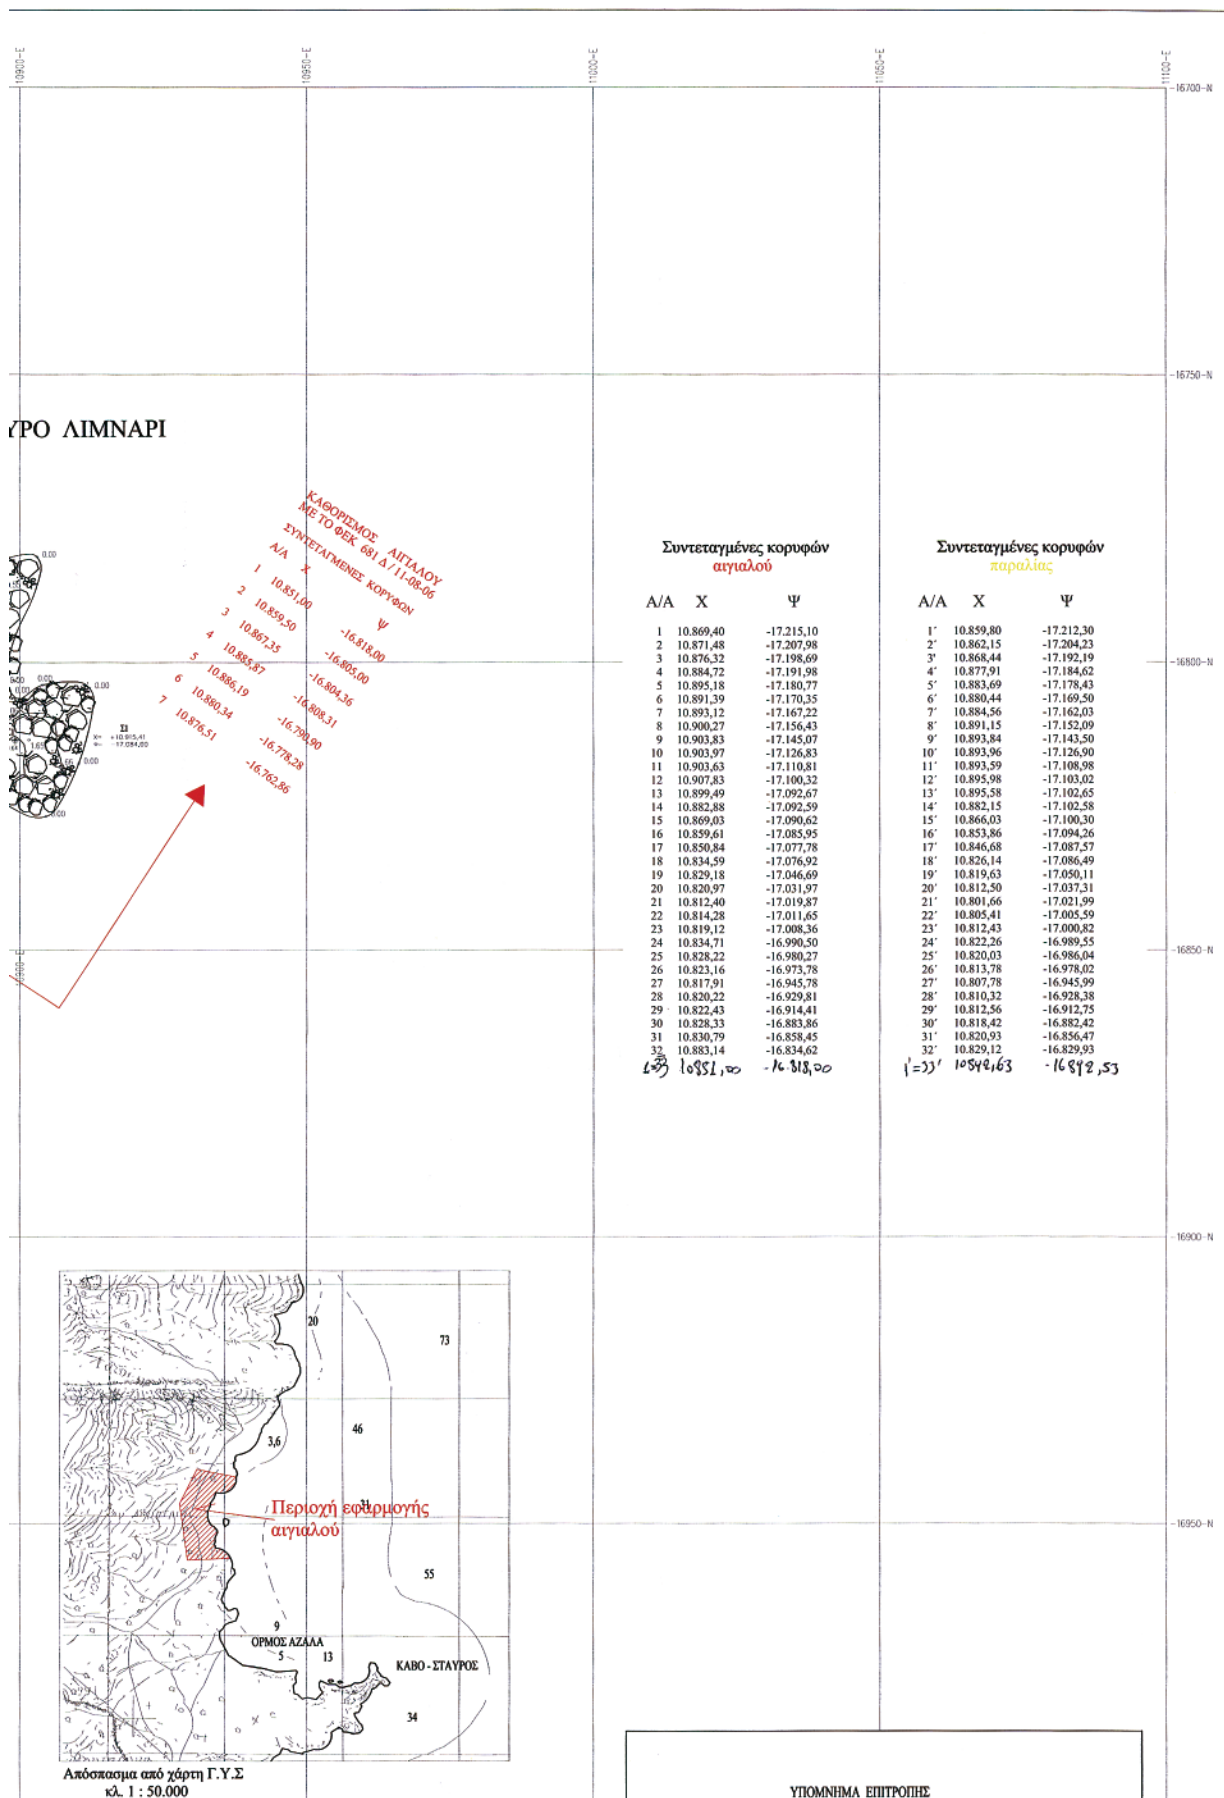 10900-E
10950-E
11000-E
11050-E
11100-E
-16700-N
-16750-N
ΥΡΟ ΛΙΜΝΑΡΙ
ΚΑΘΟΡΙΣΜΟΣ ΑΙΓΙΑΛΟΥ
ΜΕ ΤΟ ΦΕΚ 681 Δ / 11-08-06
ΣΥΝΤΕΤΑΓΜΕΝΕΣ ΚΟΡΥΦΩΝ
Α/Α Χ Ψ
1 10.851,00 -16.818,00
2 10.859,50 -16.805,00
3 10.867,35 -16.804,36
4 10.885,87 -16.808,31
5 10.886,19 -16.790,90
6 10.880,34 -16.778,28
7 10.876,51 -16.762,86
0.00
0.00
0.00
0.00
0.00
Σ1
Χ= +10.915,41
Ψ= -17.084,00
-16800-N
Συντεταγμένες κορυφών
αιγιαλού
Α/Α Χ Ψ
1 10.869,40 -17.215,10
2 10.871,48 -17.207,98
3 10.876,32 -17.198,69
4 10.884,72 -17.191,98
5 10.895,18 -17.180,77
6 10.891,39 -17.170,35
7 10.893,12 -17.167,22
8 10.900,27 -17.156,43
9 10.903,83 -17.145,07
10 10.903,97 -17.126,83
11 10.903,63 -17.110,81
12 10.907,83 -17.100,32
13 10.899,49 -17.092,67
14 10.882,88 -17.092,59
15 10.869,03 -17.090,62
16 10.859,61 -17.085,95
17 10.850,84 -17.077,78
18 10.834,59 -17.076,92
19 10.829,18 -17.046,69
20 10.820,97 -17.031,97
21 10.812,40 -17.019,87
22 10.814,28 -17.011,65
23 10.819,12 -17.008,36
24 10.834,71 -16.990,50
25 10.828,22 -16.980,27
26 10.823,16 -16.973,78
27 10.817,91 -16.945,78
28 10.820,22 -16.929,81
29 10.822,43 -16.914,41
30 10.828,33 -16.883,86
31 10.830,79 -16.858,45
32 10.883,14 -16.834,62
1=33 10851,00 -16.818,00
Συντεταγμένες κορυφών
παραλίας
Α/Α Χ Ψ
1΄ 10.859,80 -17.212,30
2΄ 10.862,15 -17.204,23
3΄ 10.868,44 -17.192,19
4΄ 10.877,91 -17.184,62
5΄ 10.883,69 -17.178,43
6΄ 10.880,44 -17.169,50
7΄ 10.884,56 -17.162,03
8΄ 10.891,15 -17.152,09
9΄ 10.893,84 -17.143,50
10΄ 10.893,96 -17.126,90
11΄ 10.893,59 -17.108,98
12΄ 10.895,98 -17.103,02
13΄ 10.895,58 -17.102,65
14΄ 10.882,15 -17.102,58
15΄ 10.866,03 -17.100,30
16΄ 10.853,86 -17.094,26
17΄ 10.846,68 -17.087,57
18΄ 10.826,14 -17.086,49
19΄ 10.819,63 -17.050,11
20΄ 10.812,50 -17.037,31
21΄ 10.801,66 -17.021,99
22΄ 10.805,41 -17.005,59
23΄ 10.812,43 -17.000,82
24΄ 10.822,26 -16.989,55
25΄ 10.820,03 -16.986,04
26΄ 10.813,78 -16.978,02
27΄ 10.807,78 -16.945,99
28΄ 10.810,32 -16.928,38
29΄ 10.812,56 -16.912,75
30΄ 10.818,42 -16.882,42
31΄ 10.820,93 -16.856,47
32΄ 10.829,12 -16.829,93
1'=33' 10842,63 -16812,53
-16850-N
10900-E
-16900-N
-16950-N
20
73
46
3,6
Περιοχή εφαρμογής
αιγιαλού
55
9
ΟΡΜΟΣ ΑΖΑΛΑ
5
13
ΚΑΒΟ - ΣΤΑΥΡΟΣ
34
Απόσπασμα από χάρτη Γ.Υ.Σ
κλ. 1 : 50.000
ΥΠΟΜΝΗΜΑ ΕΠΙΤΡΟΠΗΣ